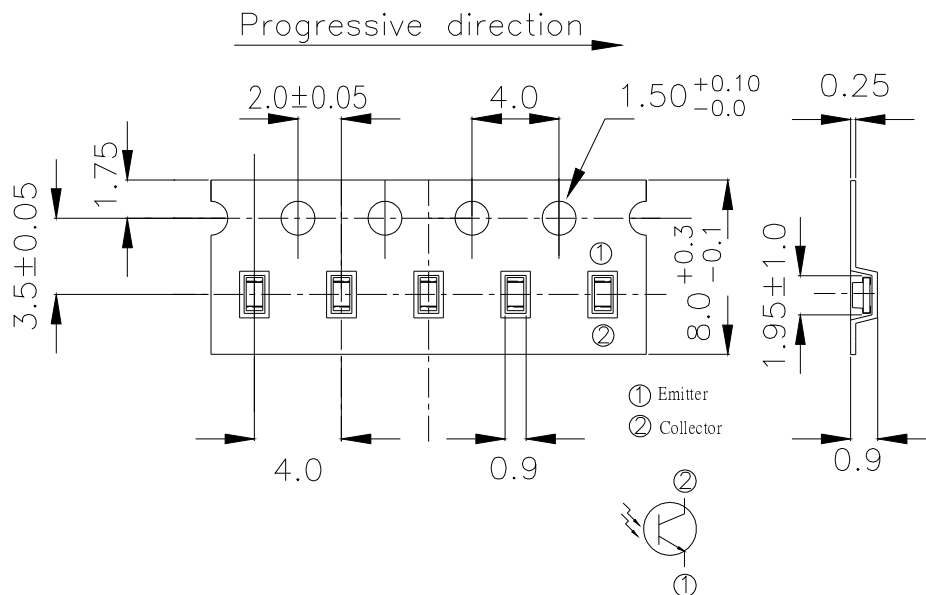 Progressive direction
2.0±0.05
4.0
1.50 +0.10 -0.0
0.25
1.75
3.5±0.05
①
②
8.0 +0.3 -0.1
1.95±1.0
① Emitter
② Collector
4.0
0.9
0.9
②
①